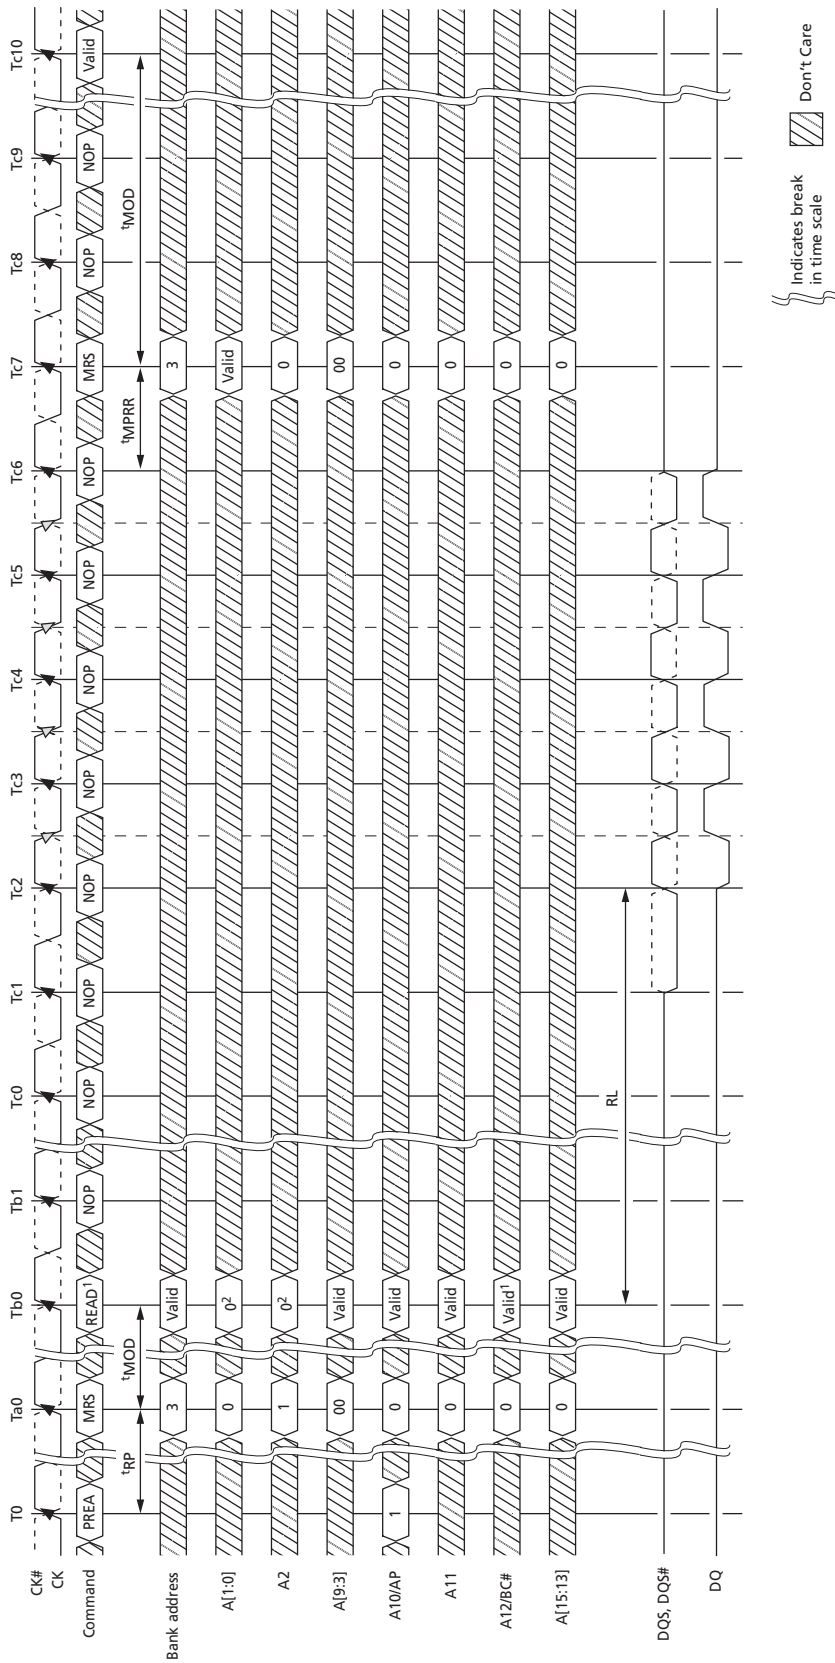 T0 Ta0 Tb0 Tb1 Tc0 Tc1 Tc2 Tc3 Tc4 Tc5 Tc6 Tc7 Tc8 Tc9 Tc10
CK#
CK
Command PREA MRS READ1 NOP NOP NOP NOP NOP NOP NOP NOP MRS NOP NOP Valid
tRP tMOD tMPRR tMOD
Bank address 3 Valid 3
A[1:0] 0 02 Valid
A2 1 02 0
A[9:3] 00 Valid 00
A10/AP 1 0 Valid 0
A11 0 Valid 0
A12/BC# 0 Valid1 0
A[15:13] 0 Valid 0
RL
DQS, DQS#
DQ
Indicates break
in time scale
Don't Care